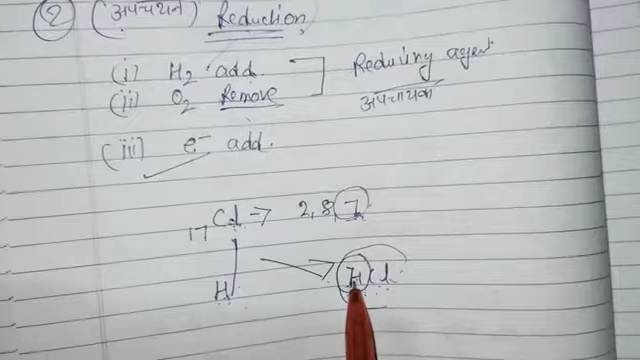 ② (अपचयन) Reduction
(i) H2 add.
(ii) O2 Remove
Reducing agent
अपचायक
(iii) e⁻ add.
17Cl → 2, 8, 7
H
HCl